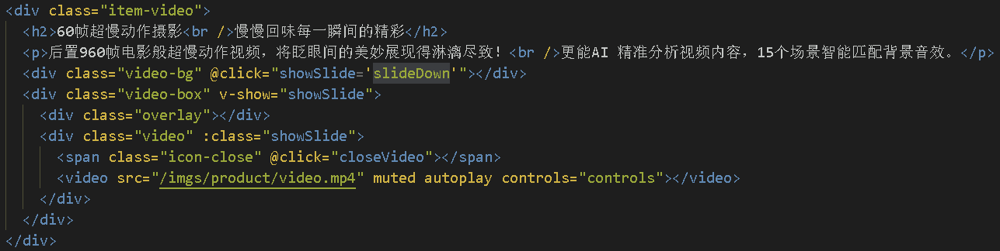 <div class="item-video">
<h2>60帧超慢动作摄影<br />慢慢回味每一瞬间的精彩</h2>
<p>后置960帧电影般超慢动作视频，将眨眼间的美妙展现得淋漓尽致！<br />更能AI 精准分析视频内容，15个场景智能匹配背景音效。</p>
<div class="video-bg" @click="showSlide='slideDown'"></div>
<div class="video-box" v-show="showSlide">
<div class="overlay"></div>
<div class="video" :class="showSlide">
<span class="icon-close" @click="closeVideo"></span>
<video src="/imgs/product/video.mp4" muted autoplay controls="controls"></video>
</div>
</div>
</div>